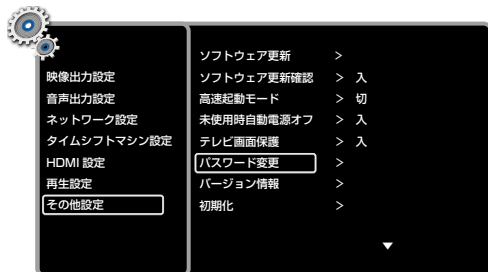 映像出力設定
音声出力設定
ネットワーク設定
タイムシフトマシン設定
HDMI 設定
再生設定
その他設定
ソフトウェア更新 >
ソフトウェア更新確認 > 入
高速起動モード > 切
未使用時自動電源オフ > 入
テレビ画面保護 > 入
パスワード変更 >
バージョン情報 >
初期化 >
▼